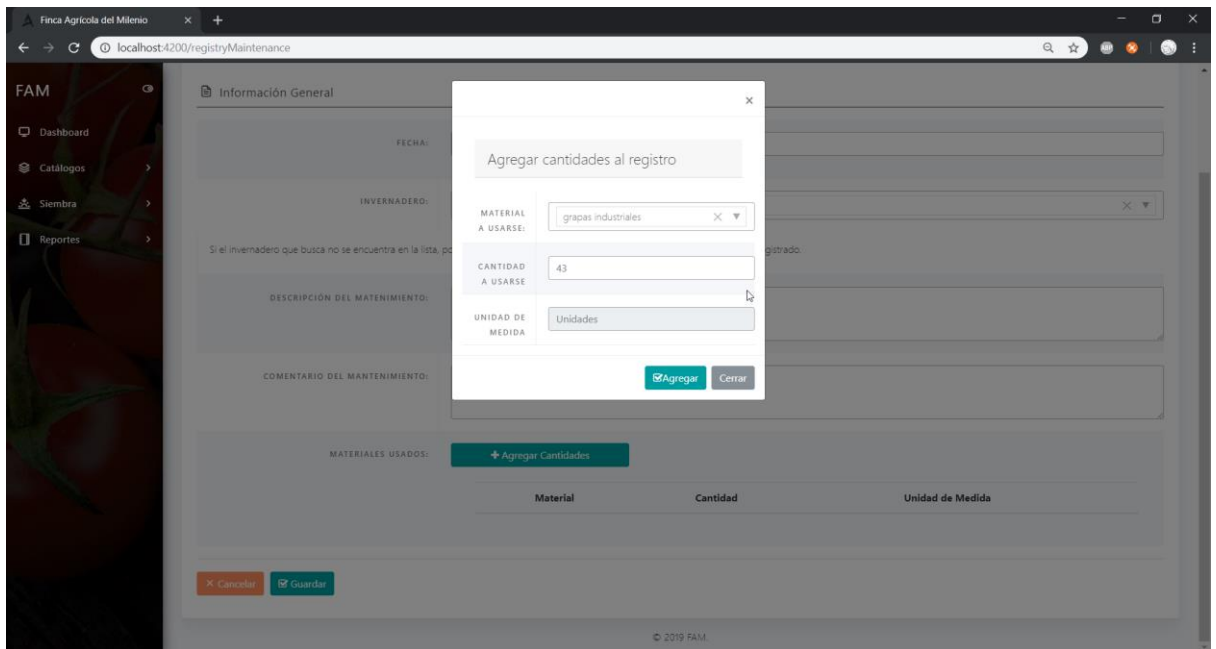 Finca Agrícola del Milenio
localhost:4200/registryMaintenance
FAM
Dashboard
Catálogos
Siembra
Reportes
Información General
FECHA:
INVERNADERO:
Si el invernadero que busca no se encuentra en la lista, po
gistrado.
DESCRIPCIÓN DEL MATENIMIENTO:
COMENTARIO DEL MANTENIMIENTO:
MATERIALES USADOS:
Agregar Cantidades
Material Cantidad Unidad de Medida
Cancelar Guardar
© 2019 FAM.
Agregar cantidades al registro
MATERIAL
A USARSE:
grapas industriales
CANTIDAD
A USARSE
43
UNIDAD DE
MEDIDA
Unidades
Agregar Cerrar